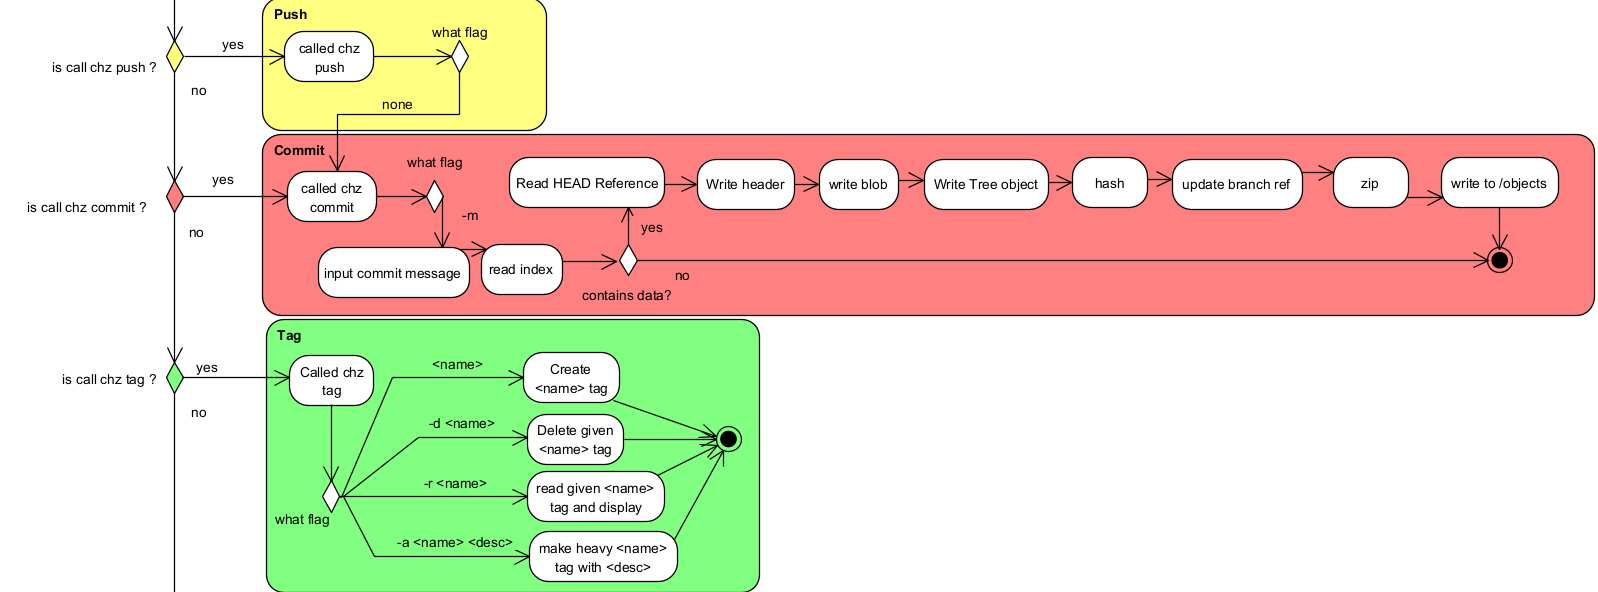 Push
what flag
yes
called chz
push
is call chz push ?
no
none
Commit
what flag
yes
called chz
commit
is call chz commit ?
no
-m
Read HEAD Reference
Write header
write blob
Write Tree object
hash
update branch ref
zip
write to /objects
yes
input commit message
read index
no
contains data?
Tag
yes
Called chz
tag
is call chz tag ?
no
<name>
Create
<name> tag
-d <name>
Delete given
<name> tag
-r <name>
read given <name>
tag and display
what flag
-a <name> <desc>
make heavy <name>
tag with <desc>